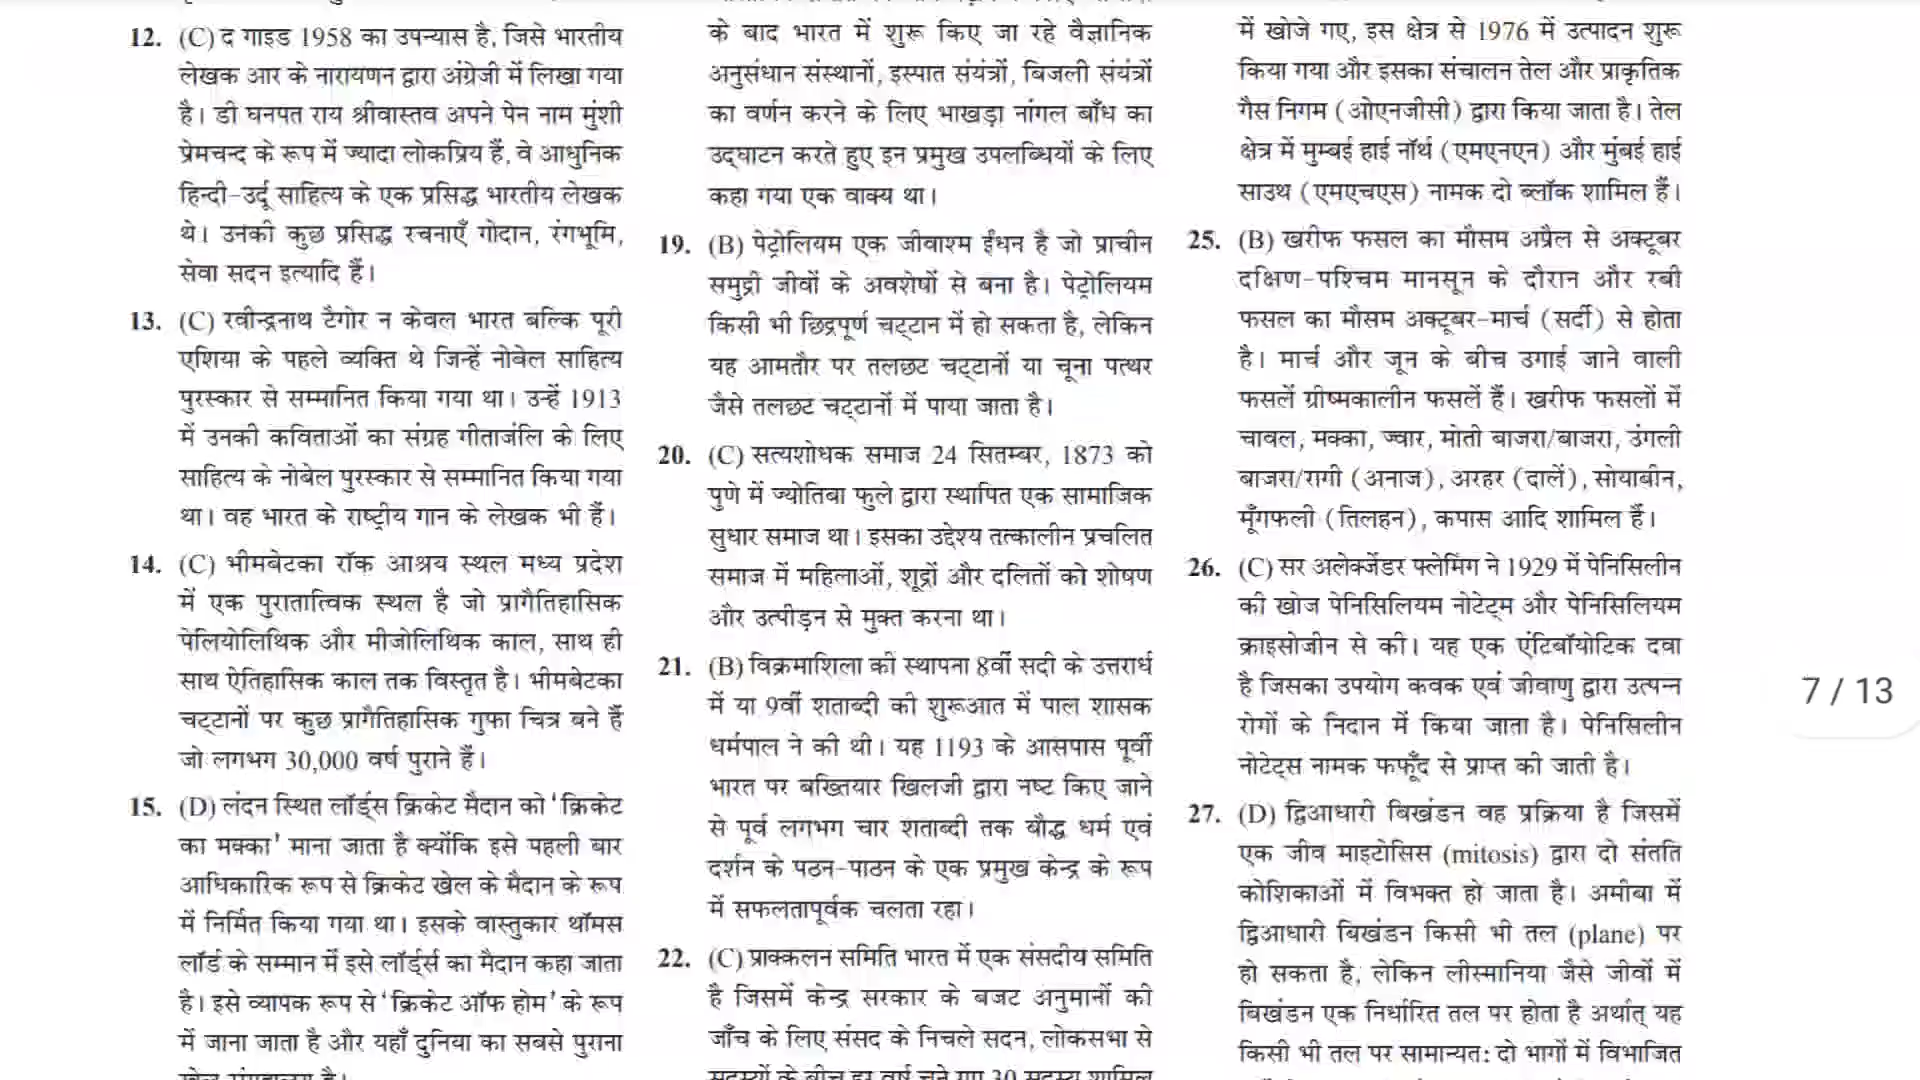 12. (C) द गाइड 1958 का उपन्यास है, जिसे भारतीय
लेखक आर के नारायणन द्वारा अंग्रेजी में लिखा गया
है। डी घनपत राय श्रीवास्तव अपने पेन नाम मुंशी
प्रेमचन्द के रूप में ज्यादा लोकप्रिय हैं, वे आधुनिक
हिन्दी-उर्दू साहित्य के एक प्रसिद्ध भारतीय लेखक
थे। उनकी कुछ प्रसिद्ध रचनाएँ गोदान, रंगभूमि,
सेवा सदन इत्यादि हैं।
13. (C) रवीन्द्रनाथ टैगोर न केवल भारत बल्कि पूरी
एशिया के पहले व्यक्ति थे जिन्हें नोबेल साहित्य
पुरस्कार से सम्मानित किया गया था। उन्हें 1913
में उनकी कविताओं का संग्रह गीताजंलि के लिए
साहित्य के नोबेल पुरस्कार से सम्मानित किया गया
था। वह भारत के राष्ट्रीय गान के लेखक भी हैं।
14. (C) भीमबेटका रॉक आश्रय स्थल मध्य प्रदेश
में एक पुरातात्विक स्थल है जो प्रागैतिहासिक
पेलियोलिथिक और मीजोलिथिक काल, साथ ही
साथ ऐतिहासिक काल तक विस्तृत है। भीमबेटका
चट्टानों पर कुछ प्रागैतिहासिक गुफा चित्र बने हैं
जो लगभग 30,000 वर्ष पुराने हैं।
15. (D) लंदन स्थित लॉर्ड्स क्रिकेट मैदान को ‘क्रिकेट
का मक्का’ माना जाता है क्योंकि इसे पहली बार
आधिकारिक रूप से क्रिकेट खेल के मैदान के रूप
में निर्मित किया गया था। इसके वास्तुकार थॉमस
लॉर्ड के सम्मान में इसे लॉर्ड्स का मैदान कहा जाता
है। इसे व्यापक रूप से ‘क्रिकेट ऑफ होम’ के रूप
में जाना जाता है और यहाँ दुनिया का सबसे पुराना
के बाद भारत में शुरू किए जा रहे वैज्ञानिक
अनुसंधान संस्थानों, इस्पात संयंत्रों, बिजली संयंत्रों
का वर्णन करने के लिए भाखड़ा नांगल बाँध का
उद्घाटन करते हुए इन प्रमुख उपलब्धियों के लिए
कहा गया एक वाक्य था।
19. (B) पेट्रोलियम एक जीवाश्म ईंधन है जो प्राचीन
समुद्री जीवों के अवशेषों से बना है। पेट्रोलियम
किसी भी छिद्रपूर्ण चट्टान में हो सकता है, लेकिन
यह आमतौर पर तलछट चट्टानों या चूना पत्थर
जैसे तलछट चट्टानों में पाया जाता है।
20. (C) सत्यशोधक समाज 24 सितम्बर, 1873 को
पुणे में ज्योतिबा फुले द्वारा स्थापित एक सामाजिक
सुधार समाज था। इसका उद्देश्य तत्कालीन प्रचलित
समाज में महिलाओं, शूद्रों और दलितों को शोषण
और उत्पीड़न से मुक्त करना था।
21. (B) विक्रमाशिला की स्थापना 8वीं सदी के उत्तरार्ध
में या 9वीं शताब्दी की शुरूआत में पाल शासक
धर्मपाल ने की थी। यह 1193 के आसपास पूर्वी
भारत पर बख्तियार खिलजी द्वारा नष्ट किए जाने
से पूर्व लगभग चार शताब्दी तक बौद्ध धर्म एवं
दर्शन के पठन-पाठन के एक प्रमुख केन्द्र के रूप
में सफलतापूर्वक चलता रहा।
22. (C) प्राक्कलन समिति भारत में एक संसदीय समिति
है जिसमें केन्द्र सरकार के बजट अनुमानों की
जाँच के लिए संसद के निचले सदन, लोकसभा से
सदस्यों के बीच हर वर्ष चुने गए 30 सदस्य शामिल
में खोजे गए, इस क्षेत्र से 1976 में उत्पादन शुरू
किया गया और इसका संचालन तेल और प्राकृतिक
गैस निगम (ओएनजीसी) द्वारा किया जाता है। तेल
क्षेत्र में मुम्बई हाई नॉर्थ (एमएनएन) और मुंबई हाई
साउथ (एमएचएस) नामक दो ब्लॉक शामिल हैं।
25. (B) खरीफ फसल का मौसम अप्रैल से अक्टूबर
दक्षिण-पश्चिम मानसून के दौरान और रबी
फसल का मौसम अक्टूबर-मार्च (सर्दी) से होता
है। मार्च और जून के बीच उगाई जाने वाली
फसलें ग्रीष्मकालीन फसलें हैं। खरीफ फसलों में
चावल, मक्का, ज्वार, मोती बाजरा/बाजरा, उंगली
बाजरा/रागी (अनाज), अरहर (दालें), सोयाबीन,
मूँगफली (तिलहन), कपास आदि शामिल हैं।
26. (C) सर अलेक्जेंडर फ्लेमिंग ने 1929 में पेनिसिलीन
की खोज पेनिसिलियम नोटेट्म और पेनिसिलियम
क्राइसोजीन से की। यह एक एंटिबॉयोटिक दवा
है जिसका उपयोग कवक एवं जीवाणु द्वारा उत्पन्न
रोगों के निदान में किया जाता है। पेनिसिलीन
नोटेट्स नामक फफूँद से प्राप्त की जाती है।
27. (D) द्विआधारी बिखंडन वह प्रक्रिया है जिसमें
एक जीव माइटोसिस (mitosis) द्वारा दो संतति
कोशिकाओं में विभक्त हो जाता है। अमीबा में
द्विआधारी बिखंडन किसी भी तल (plane) पर
हो सकता है, लेकिन लीस्मानिया जैसे जीवों में
बिखंडन एक निर्धारित तल पर होता है अर्थात् यह
किसी भी तल पर सामान्यत: दो भागों में विभाजित
7 / 13